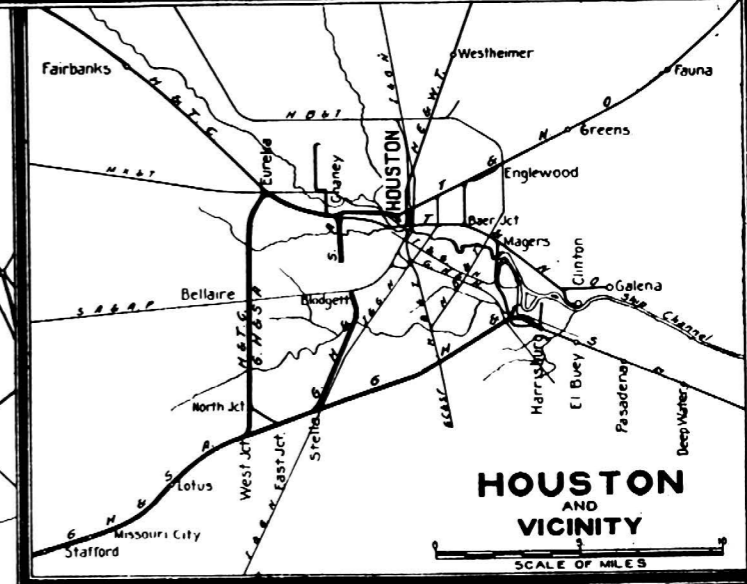 Westheimer
Fairbanks
Fauna
H & T. C.
H. E. & W. T.
I & G N
H B & T
Greens
T & N O
M K & T
Eureka
Chaney
HOUSTON
Englewood
S. P.
Baer Jct
Magers
Clinton
Galena
Ship Channel
Bellaire
S A & A P
Blodgett
H & T. C.
G. H & S A
Harrisburg
El Buey
Pasadena
Deep Water
North Jct
West Jct
East Jct.
Stella
G H & S A
Lotus
Missouri City
Stafford
I & G N
HOUSTON
AND
VICINITY
0 5 10
SCALE OF MILES